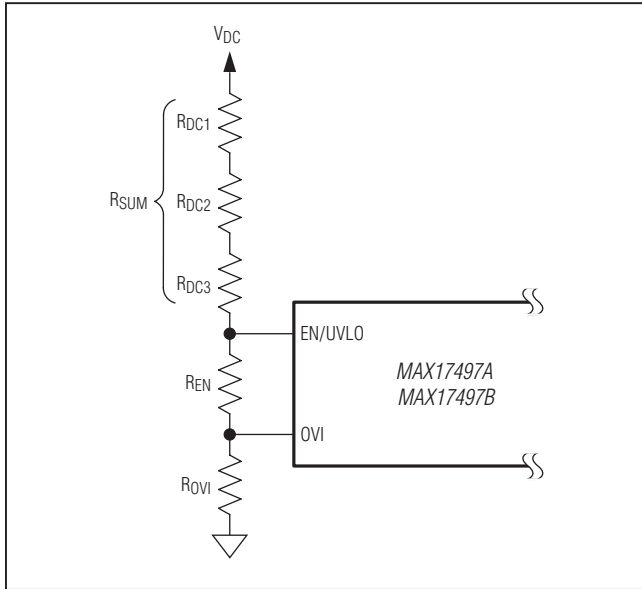 VDC
RDC1
RSUM
RDC2
RDC3
EN/UVLO
REN
MAX17497A
MAX17497B
OVI
ROVI